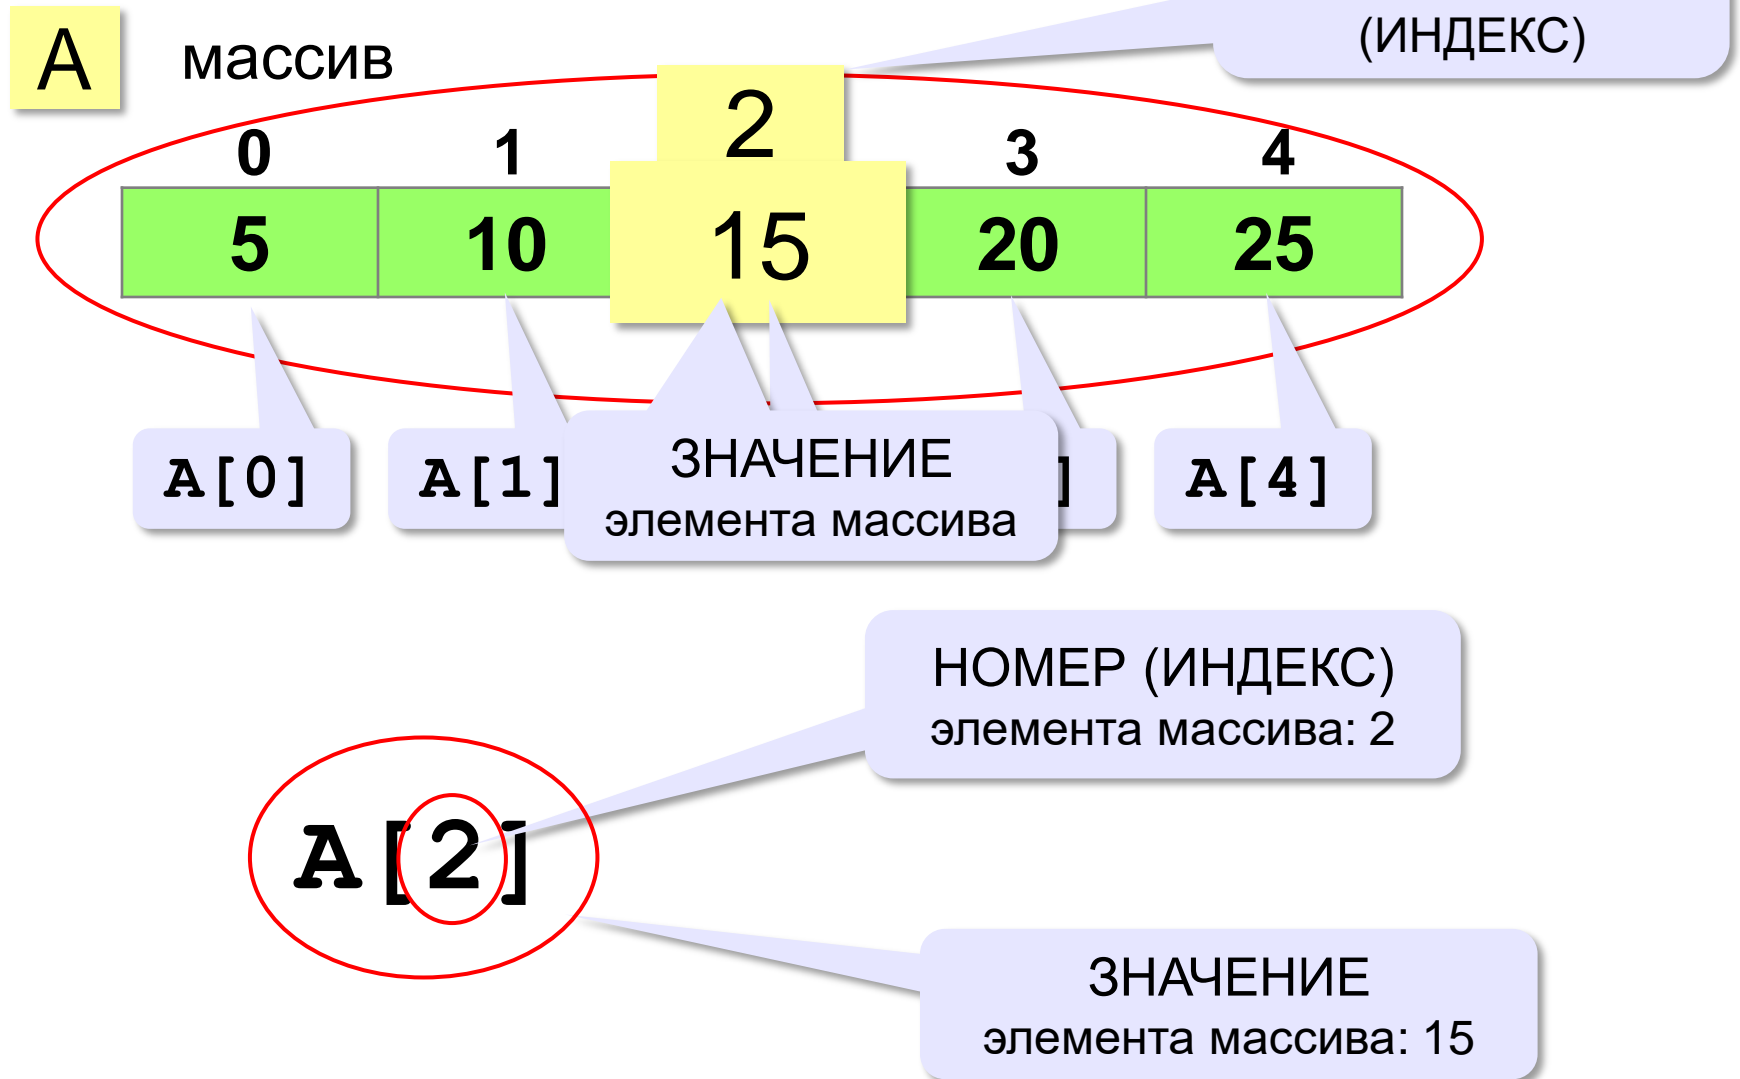 (ИНДЕКС)
A массив
0 1 2 3 4
5 10 15 20 25
A[0] A[1] ] A[4]
ЗНАЧЕНИЕ
элемента массива
НОМЕР (ИНДЕКС)
элемента массива: 2
A[2]
ЗНАЧЕНИЕ
элемента массива: 15